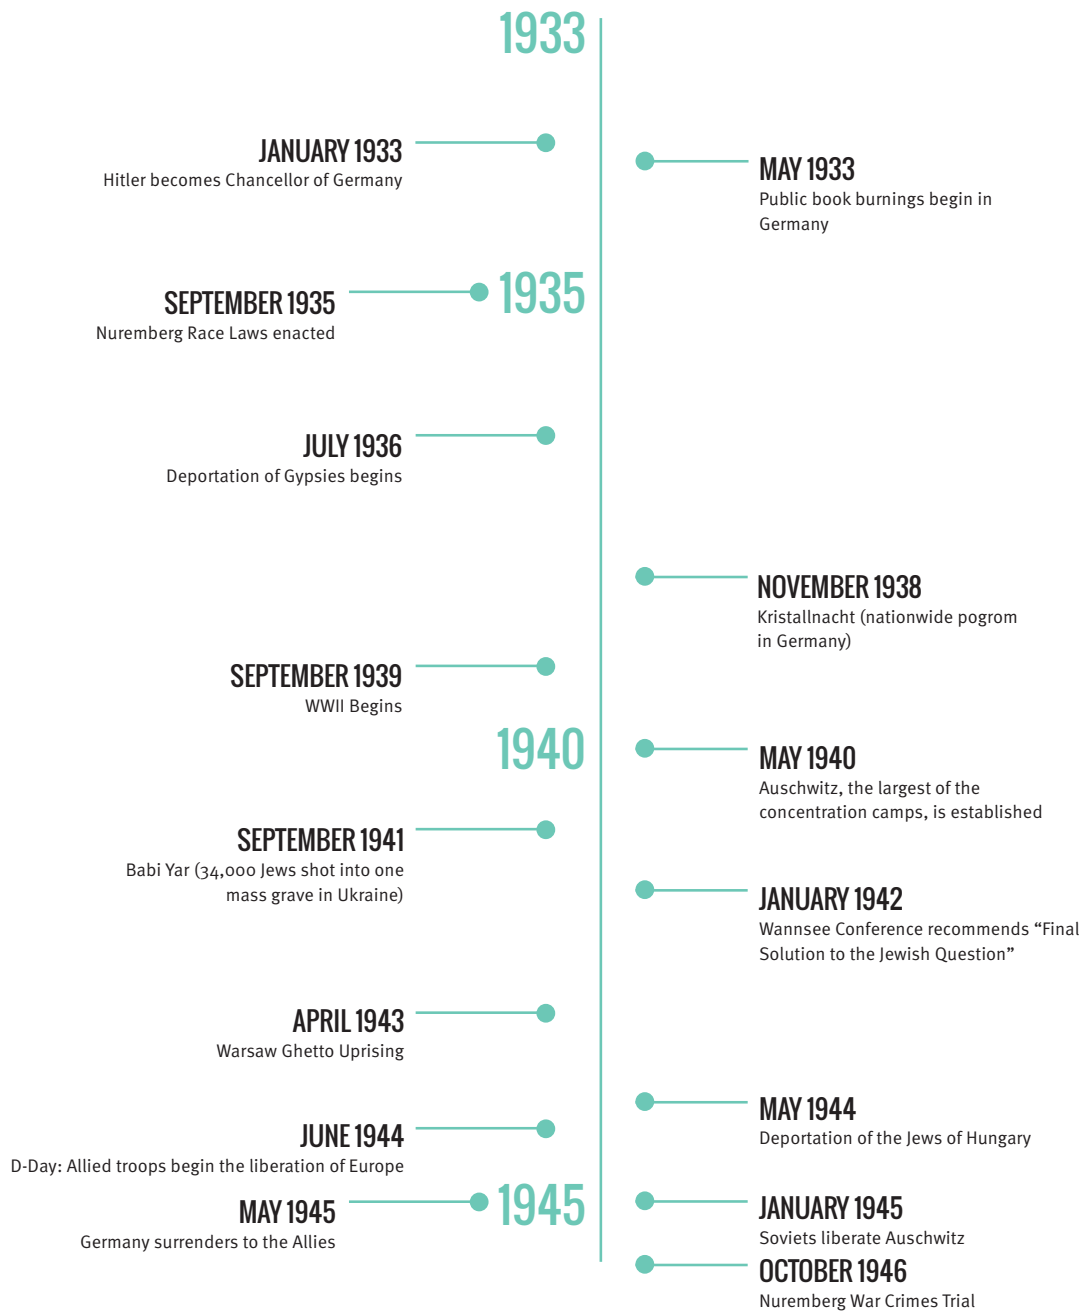 1933
JANUARY 1933
Hitler becomes Chancellor of Germany
MAY 1933
Public book burnings begin in
Germany
1935
SEPTEMBER 1935
Nuremberg Race Laws enacted
JULY 1936
Deportation of Gypsies begins
NOVEMBER 1938
Kristallnacht (nationwide pogrom
in Germany)
SEPTEMBER 1939
WWII Begins
1940
MAY 1940
Auschwitz, the largest of the
concentration camps, is established
SEPTEMBER 1941
Babi Yar (34,000 Jews shot into one
mass grave in Ukraine)
JANUARY 1942
Wannsee Conference recommends “Final
Solution to the Jewish Question”
APRIL 1943
Warsaw Ghetto Uprising
MAY 1944
Deportation of the Jews of Hungary
JUNE 1944
D-Day: Allied troops begin the liberation of Europe
1945
MAY 1945
Germany surrenders to the Allies
JANUARY 1945
Soviets liberate Auschwitz
OCTOBER 1946
Nuremberg War Crimes Trial